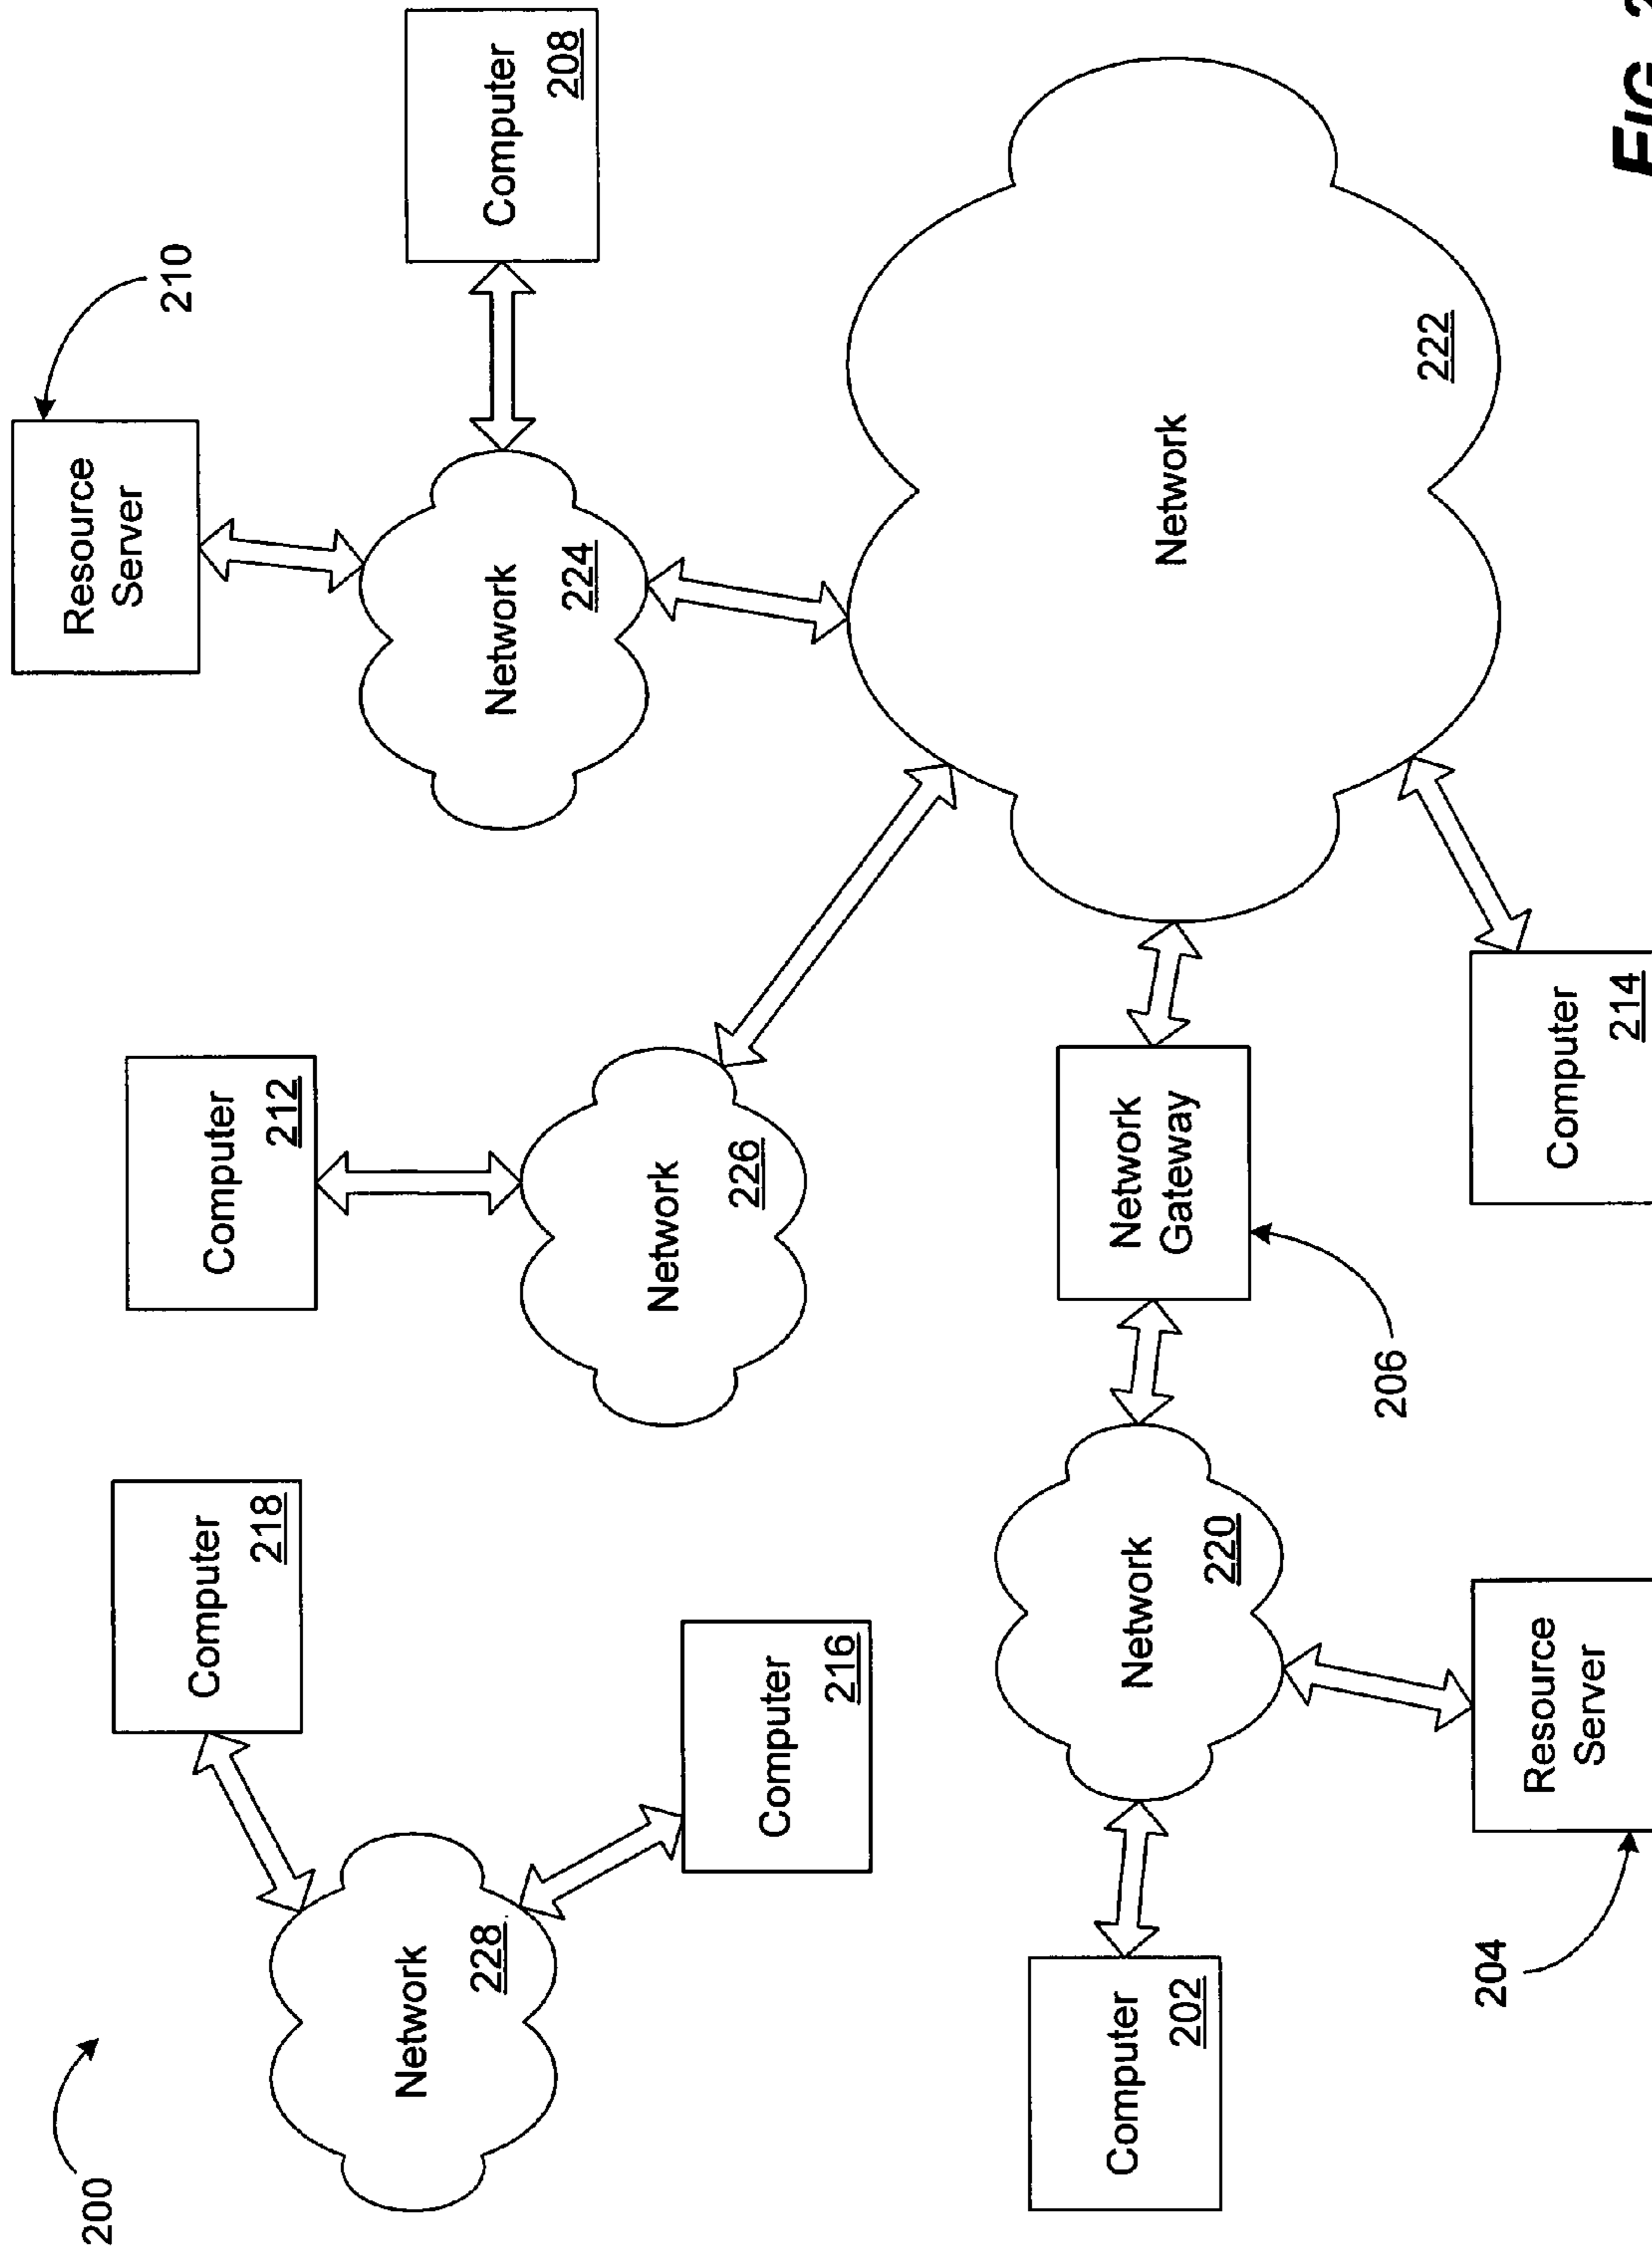 200
Computer
218
Computer
212
Resource
Server
210
Network
228
Computer
208
Network
224
Network
226
Computer
216
Computer
202
Network
220
Network
Gateway
206
Network
222
204
Resource
Server
Computer
214
FIG. 2